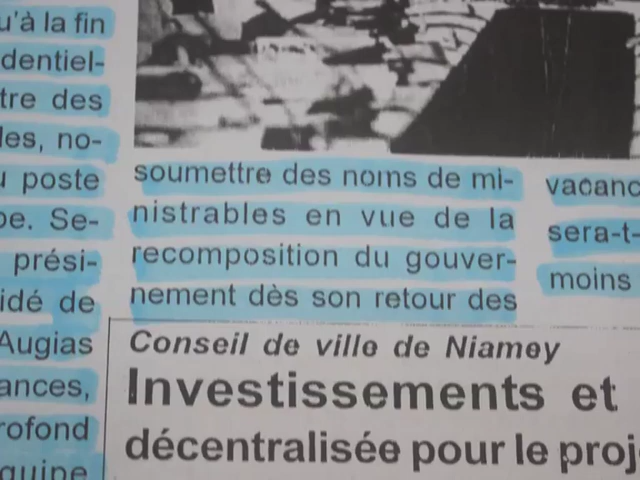 u'à la fin
dentiel-
tre des
les, no-
u poste
pe. Se-
prési-
idé de
Augias
ances,
rofond
quipe
soumettre des noms de mi-
nistrables en vue de la
recomposition du gouver-
nement dès son retour des
vacanc
sera-t-
moins
Conseil de ville de Niamey
Investissements et
décentralisée pour le proj